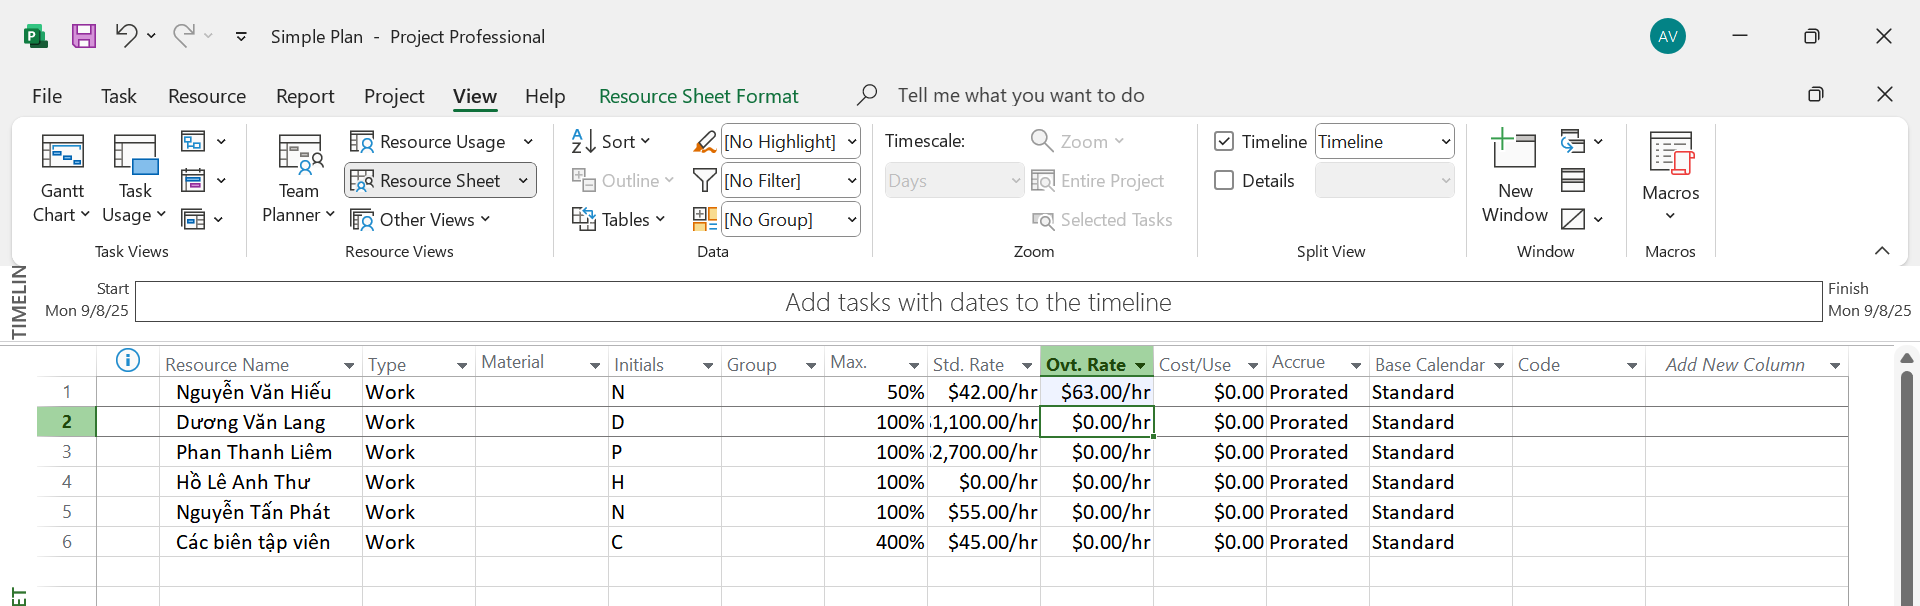 Simple Plan - Project Professional
AV
File Task Resource Report Project View Help Resource Sheet Format Tell me what you want to do
Gantt Chart
Task Usage
Task Views
Team Planner
Resource Usage
Resource Sheet
Other Views
Resource Views
Sort
Outline
Tables
[No Highlight]
[No Filter]
[No Group]
Data
Timescale:
Days
Zoom
Entire Project
Selected Tasks
Zoom
Timeline Timeline
Details
Split View
New Window
Window
Macros
Macros
TIMELIN
Start
Mon 9/8/25
Add tasks with dates to the timeline
Finish
Mon 9/8/25
Resource Name Type Material Initials Group Max. Std. Rate Ovt. Rate Cost/Use Accrue Base Calendar Code Add New Column
1 Nguyễn Văn Hiếu Work N 50% $42.00/hr $63.00/hr $0.00 Prorated Standard
2 Dương Văn Lang Work D 100% 1,100.00/hr $0.00/hr $0.00 Prorated Standard
3 Phan Thanh Liêm Work P 100% 2,700.00/hr $0.00/hr $0.00 Prorated Standard
4 Hồ Lê Anh Thư Work H 100% $0.00/hr $0.00/hr $0.00 Prorated Standard
5 Nguyễn Tấn Phát Work N 100% $55.00/hr $0.00/hr $0.00 Prorated Standard
6 Các biên tập viên Work C 400% $45.00/hr $0.00/hr $0.00 Prorated Standard
ET